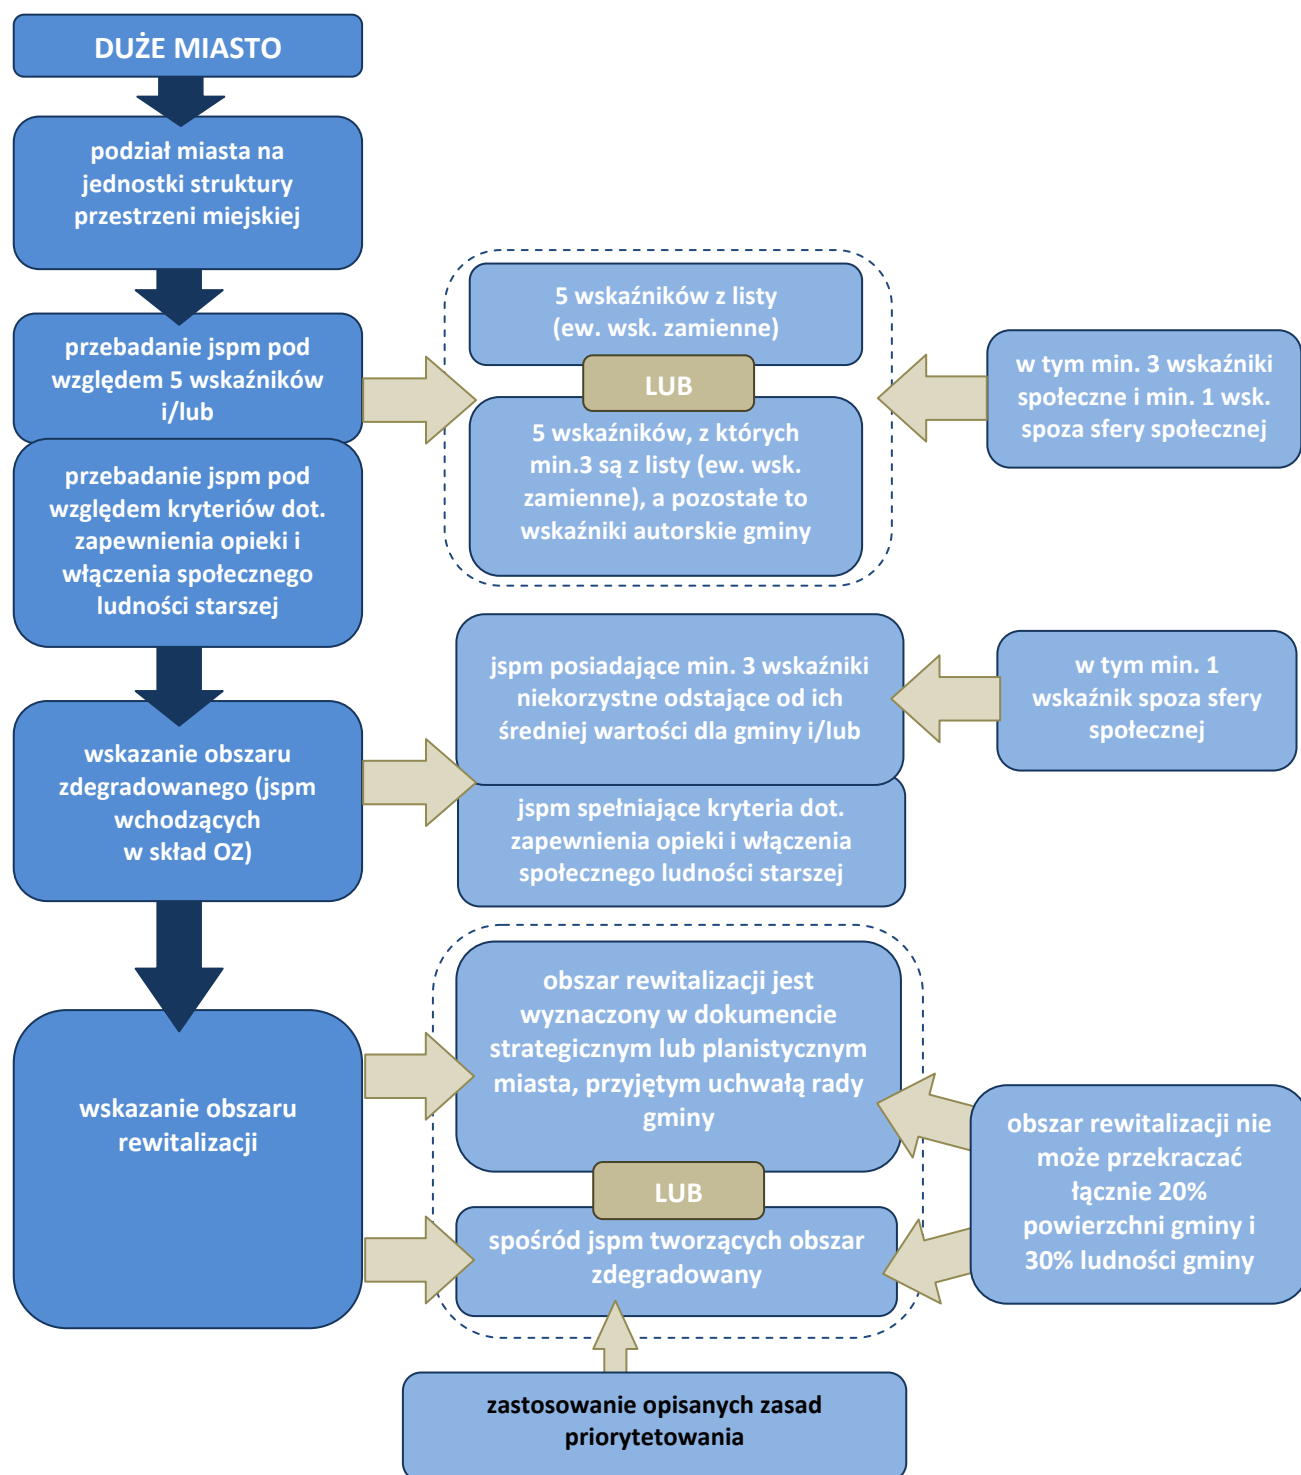 DUŻE MIASTO
podział miasta na
jednostki struktury
przestrzeni miejskiej
przebadanie jspm pod
względem 5 wskaźników
i/lub
przebadanie jspm pod
względem kryteriów dot.
zapewnienia opieki i
włączenia społecznego
ludności starszej
5 wskaźników z listy
(ew. wsk. zamienne)
LUB
5 wskaźników, z których
min.3 są z listy (ew. wsk.
zamienne), a pozostałe to
wskaźniki autorskie gminy
w tym min. 3 wskaźniki
społeczne i min. 1 wsk.
spoza sfery społecznej
wskazanie obszaru
zdegradowanego (jspm
wchodzących
w skład OZ)
jspm posiadające min. 3 wskaźniki
niekorzystne odstające od ich
średniej wartości dla gminy i/lub
jspm spełniające kryteria dot.
zapewnienia opieki i włączenia
społecznego ludności starszej
w tym min. 1
wskaźnik spoza sfery
społecznej
wskazanie obszaru
rewitalizacji
obszar rewitalizacji jest
wyznaczony w dokumencie
strategicznym lub planistycznym
miasta, przyjętym uchwałą rady
gminy
LUB
spośród jspm tworzących obszar
zdegradowany
obszar rewitalizacji nie
może przekraczać
łącznie 20%
powierzchni gminy i
30% ludności gminy
zastosowanie opisanych zasad
priorytetowania